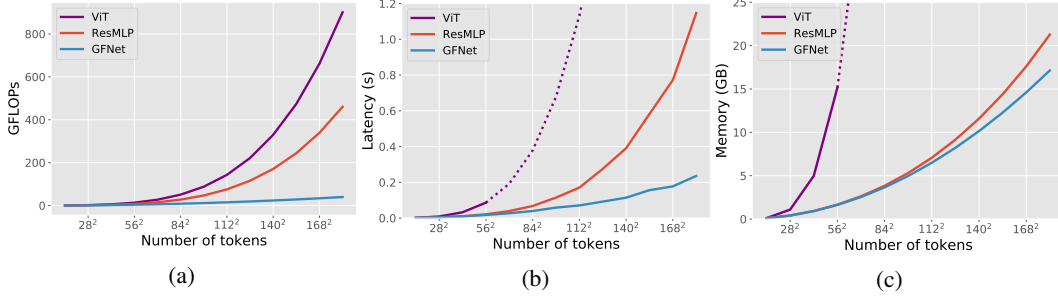 ViT
ResMLP
GFNet
GFLOPs
800
600
400
200
0
28²
56²
84²
112²
140²
168²
Number of tokens
(a)
ViT
ResMLP
GFNet
Latency (s)
1.2
1.0
0.8
0.6
0.4
0.2
0.0
28²
56²
84²
112²
140²
168²
Number of tokens
(b)
ViT
ResMLP
GFNet
Memory (GB)
25
20
15
10
5
0
28²
56²
84²
112²
140²
168²
Number of tokens
(c)